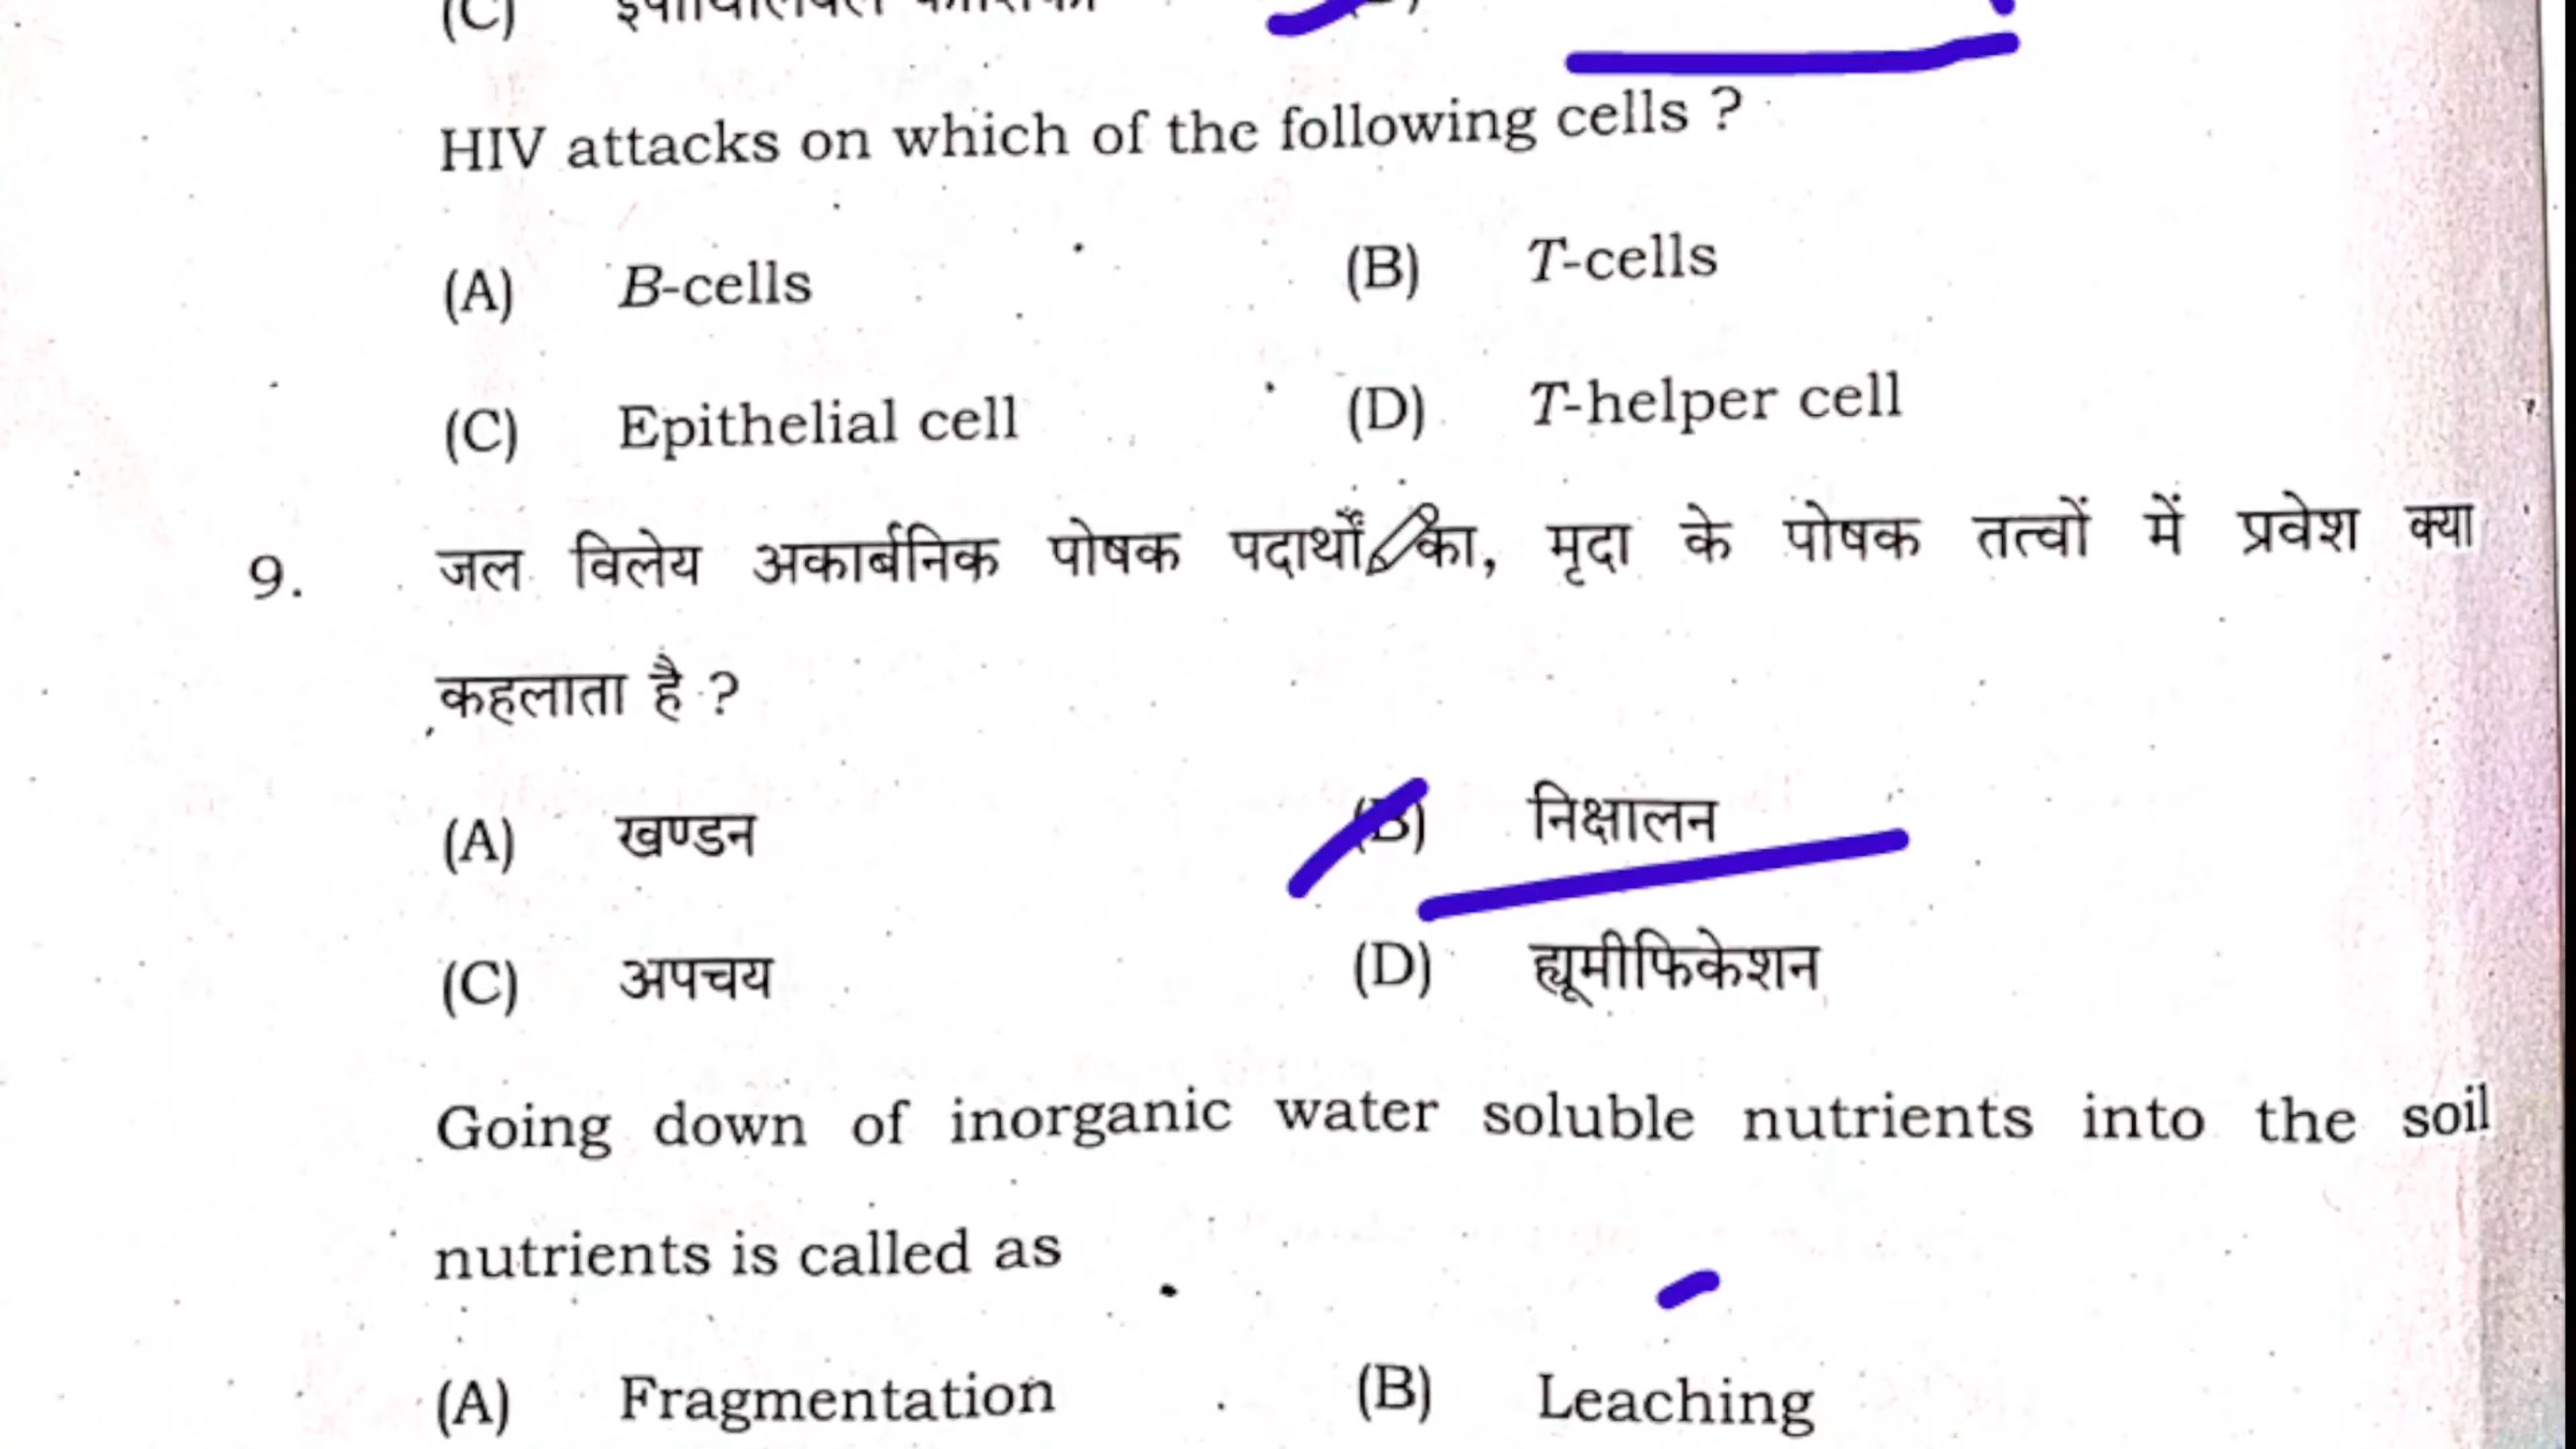 (C)
HIV attacks on which of the following cells ?
(A) B-cells (B) T-cells
(C) Epithelial cell (D) T-helper cell
9. जल विलेय अकार्बनिक पोषक पदार्थों का, मृदा के पोषक तत्वों में प्रवेश क्या
कहलाता है ?
(A) खण्डन (B) निक्षालन
(C) अपचय (D) ह्यूमीफिकेशन
Going down of inorganic water soluble nutrients into the soil
nutrients is called as
(A) Fragmentation (B) Leaching